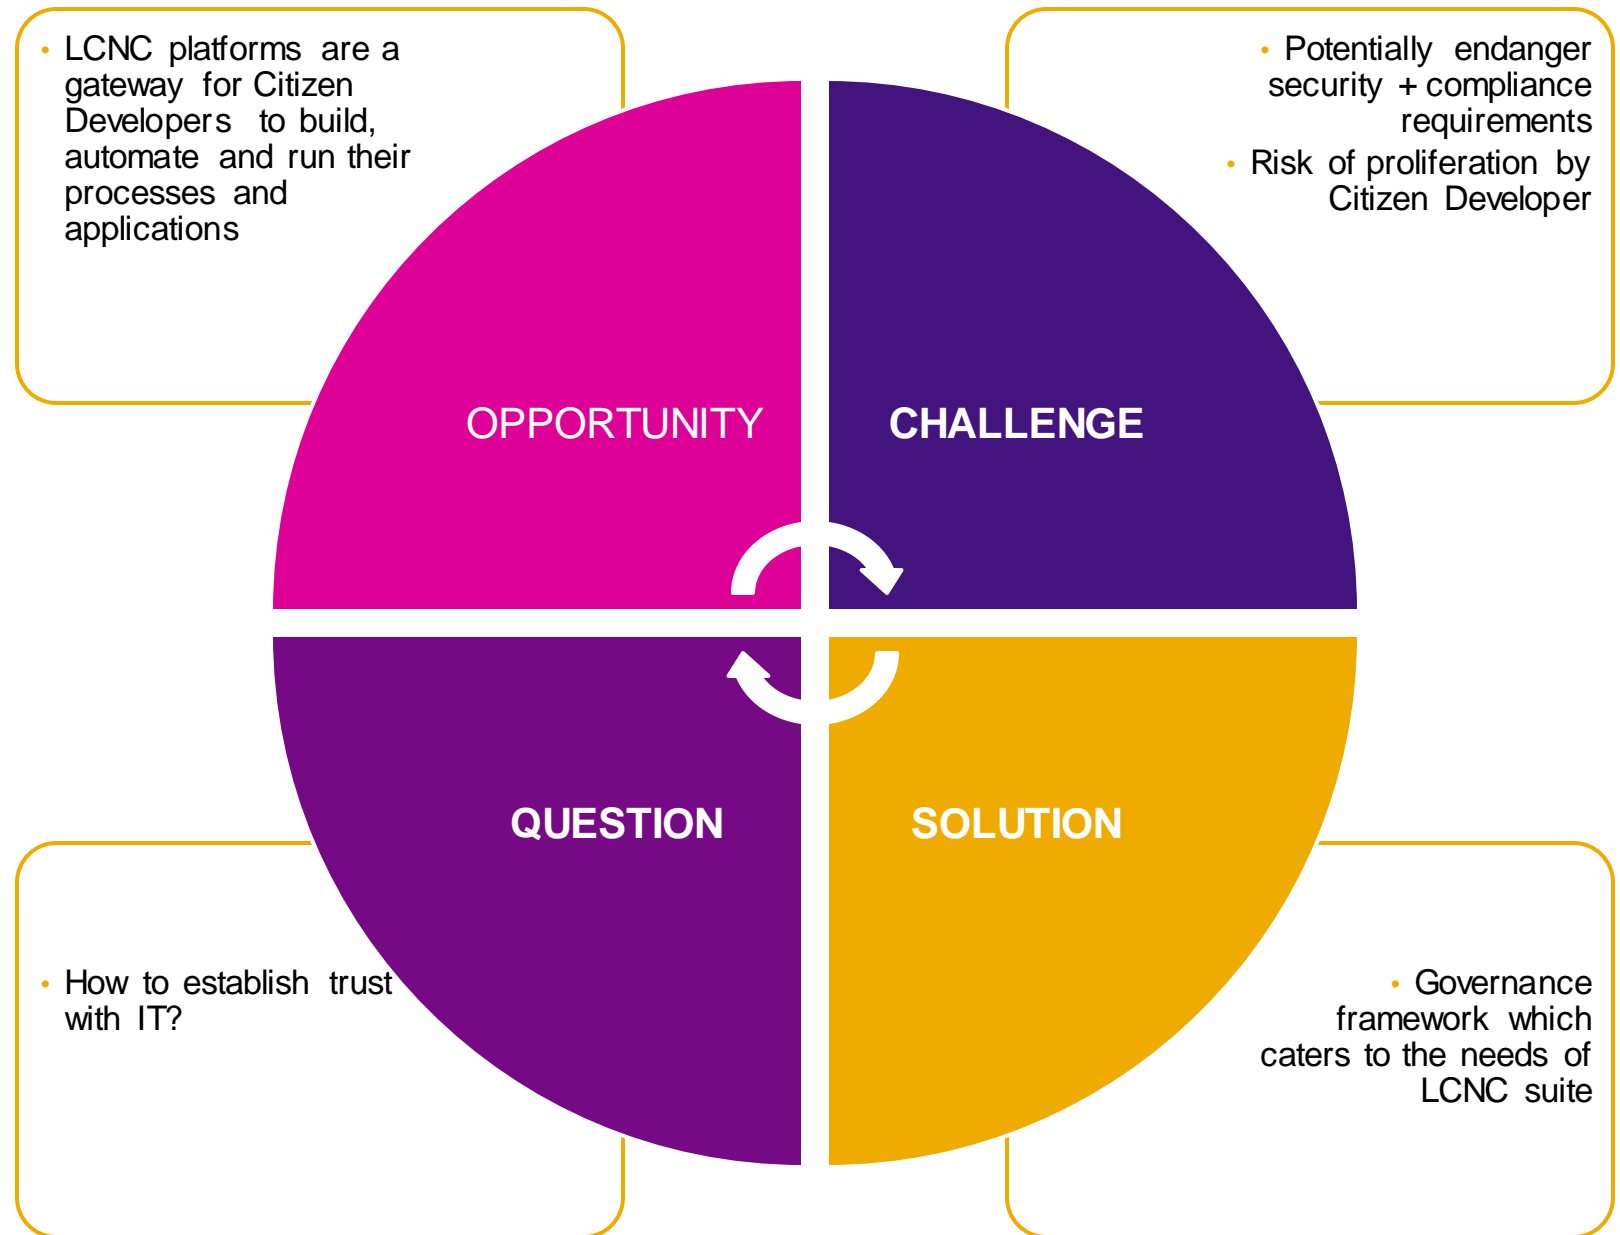 • LCNC platforms are a
gateway for Citizen
Developers to build,
automate and run their
processes and
applications
• Potentially endanger
security + compliance
requirements
• Risk of proliferation by
Citizen Developer
OPPORTUNITY
CHALLENGE
QUESTION
SOLUTION
• How to establish trust
with IT?
• Governance
framework which
caters to the needs of
LCNC suite